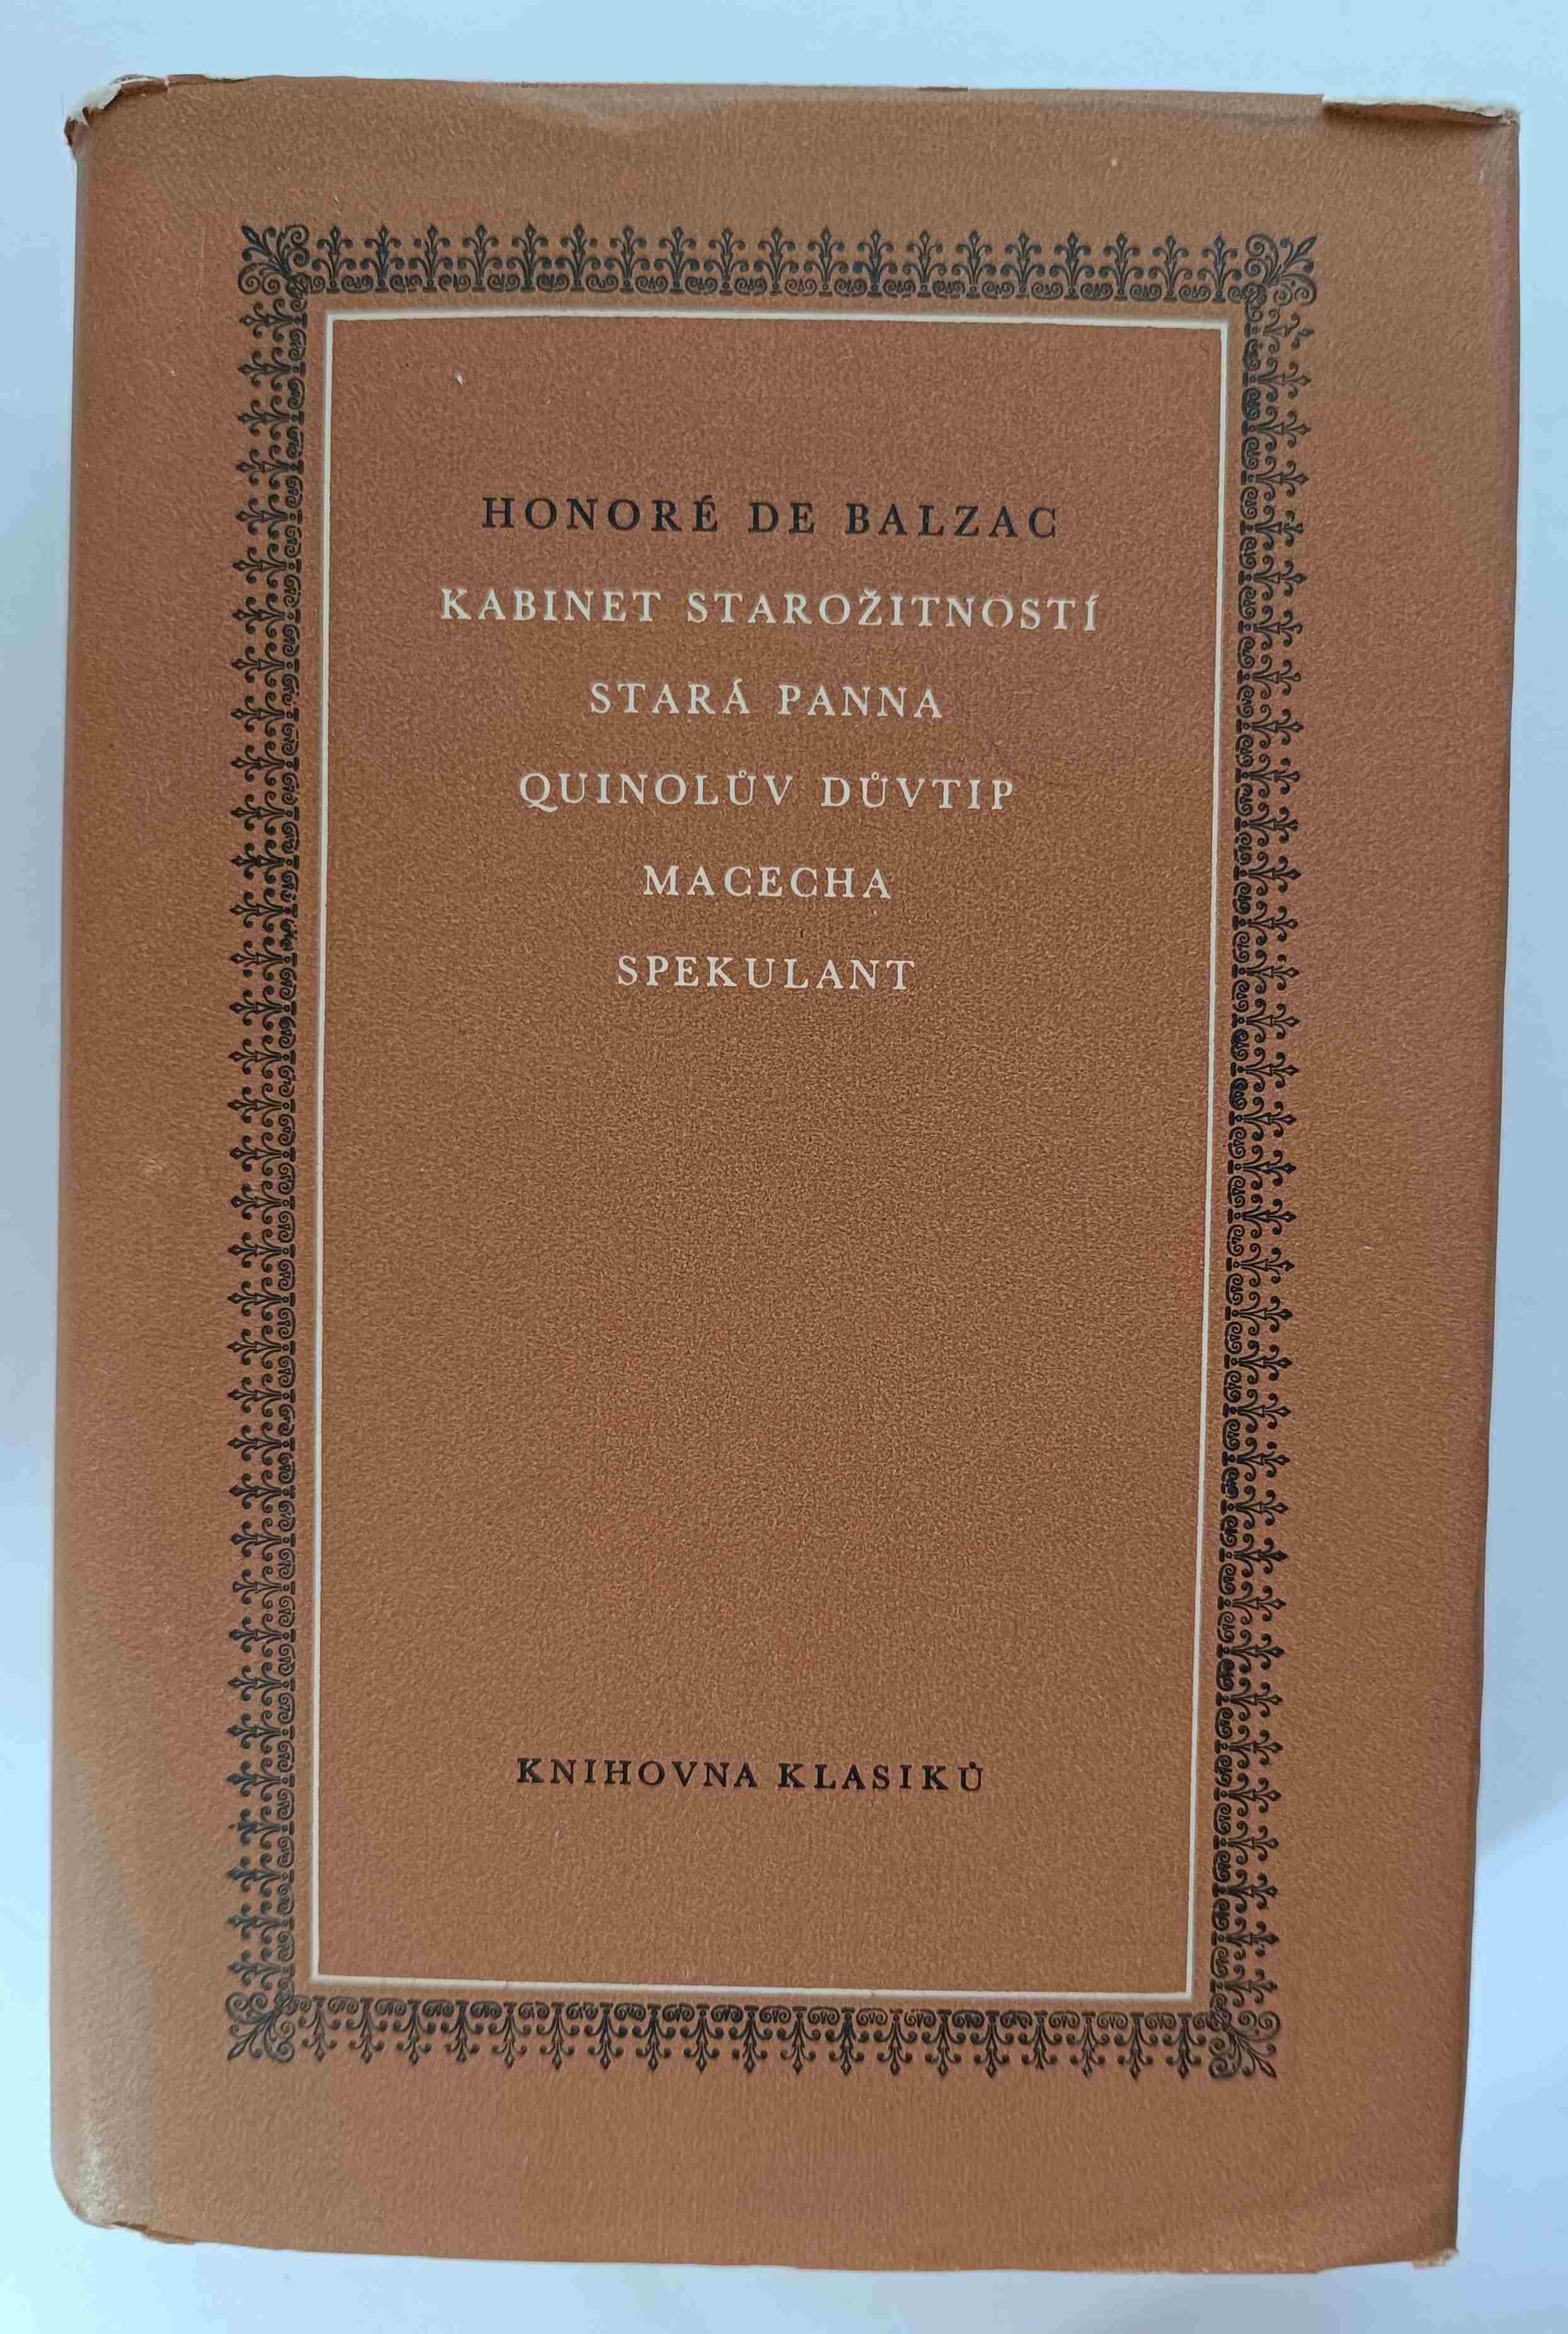 HONORÉ DE BALZAC
KABINET STAROŽITNOSTÍ
STARÁ PANNA
QUINOLŮV DŮVTIP
MACECHA
SPEKULANT
KNIHOVNA KLASIKŮ